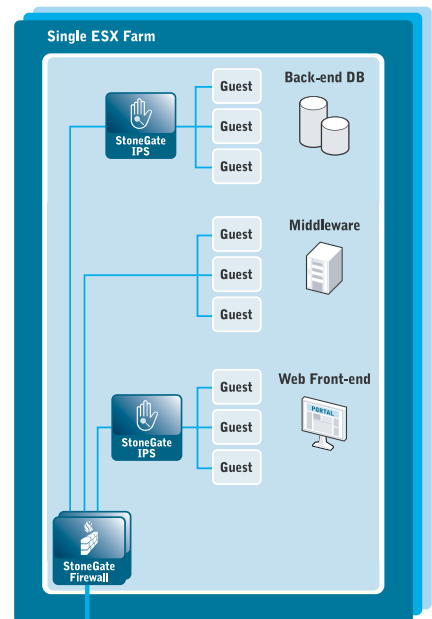 Single ESX Farm
Back-end DB
Guest
Guest
Guest
StoneGate
IPS
Middleware
Guest
Guest
Guest
Web Front-end
PORTAL
Guest
Guest
Guest
StoneGate
IPS
StoneGate
Firewall